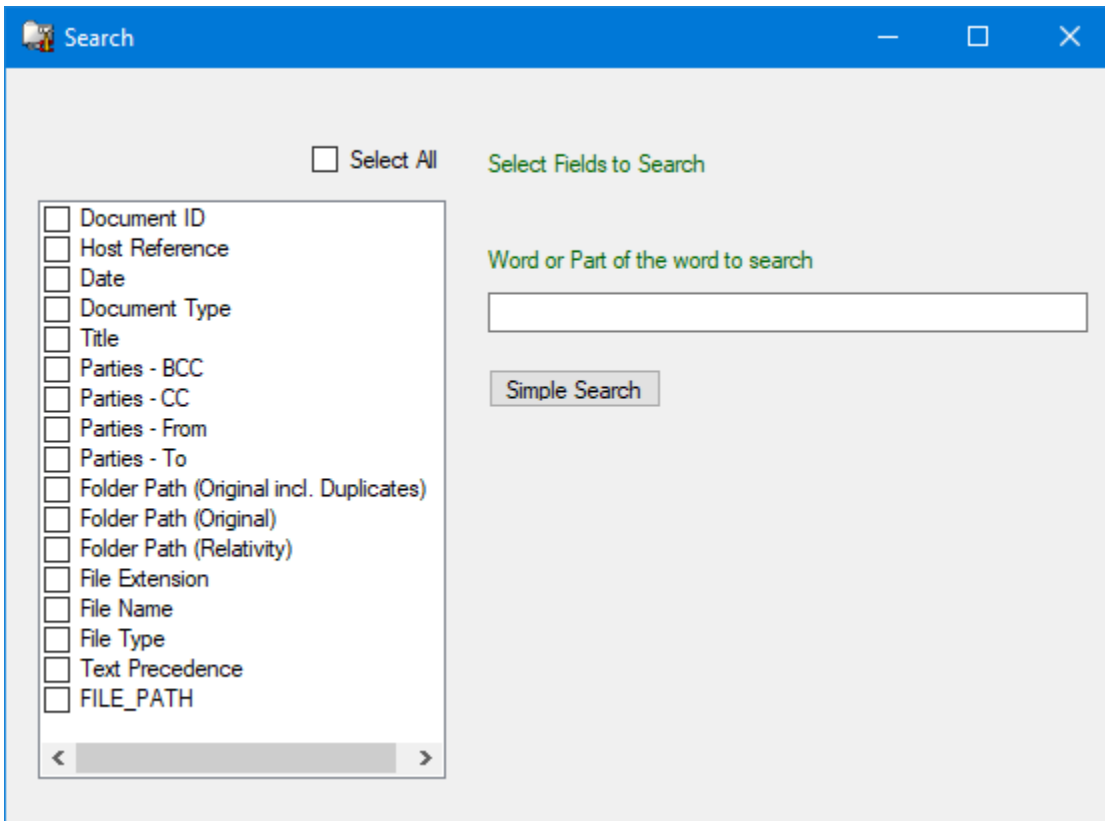 Search
Select All
Select Fields to Search
Document ID
Host Reference
Date
Document Type
Title
Parties - BCC
Parties - CC
Parties - From
Parties - To
Folder Path (Original incl. Duplicates)
Folder Path (Original)
Folder Path (Relativity)
File Extension
File Name
File Type
Text Precedence
FILE_PATH
Word or Part of the word to search
Simple Search